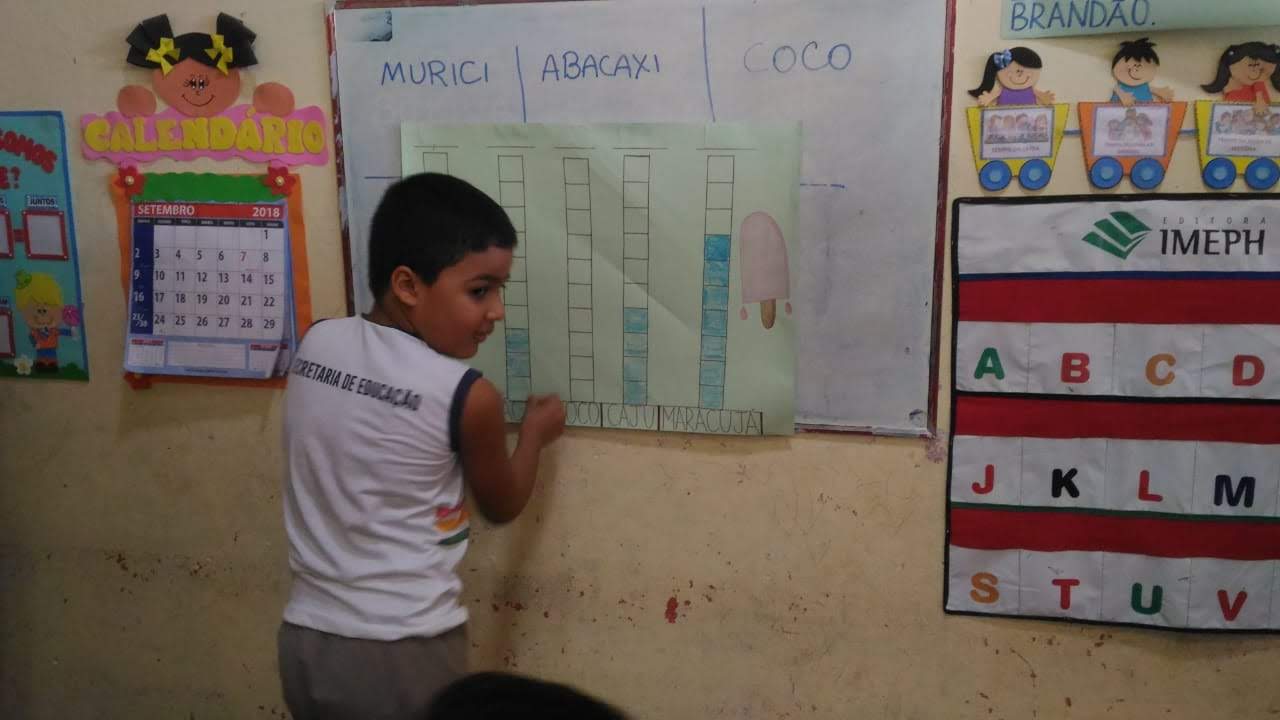 BRANDÃO.
MURICI ABACAXI COCO
CALENDÁRIO
SOMOS
?
JUNTOS
SETEMBRO 2018
1
2 3 4 5 6 7 8
9 10 11 12 13 14 15
16 17 18 19 20 21 22
23/30 24 25 26 27 28 29
EDITORA
IMEPH
A B C D
J K L M
S T U V
SECRETARIA DE EDUCAÇÃO
COCO CAJU MARACUJÁ